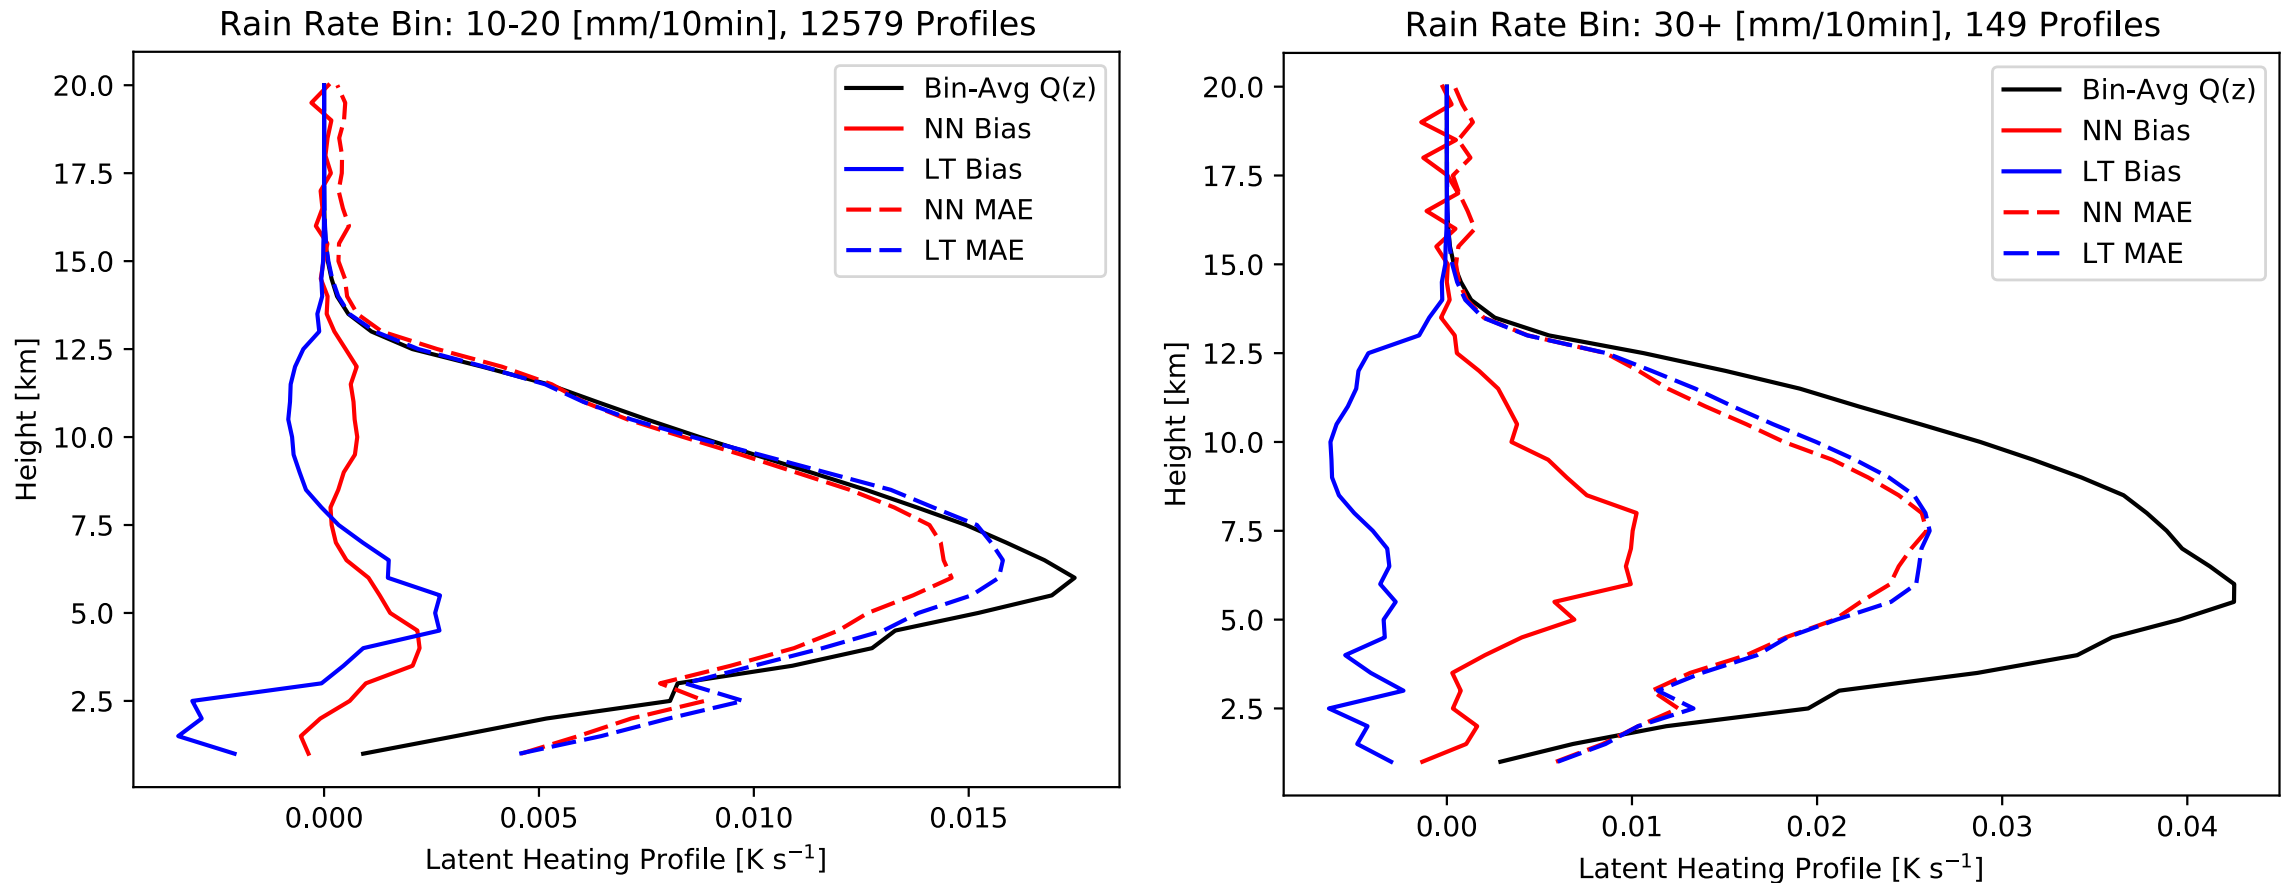 Rain Rate Bin: 10-20 [mm/10min], 12579 Profiles
Height [km]
20.0
17.5
15.0
12.5
10.0
7.5
5.0
2.5
Bin-Avg Q(z)
NN Bias
LT Bias
NN MAE
LT MAE
0.000 0.005 0.010 0.015
Latent Heating Profile [K s⁻¹]
Rain Rate Bin: 30+ [mm/10min], 149 Profiles
Height [km]
20.0
17.5
15.0
12.5
10.0
7.5
5.0
2.5
Bin-Avg Q(z)
NN Bias
LT Bias
NN MAE
LT MAE
0.00 0.01 0.02 0.03 0.04
Latent Heating Profile [K s⁻¹]